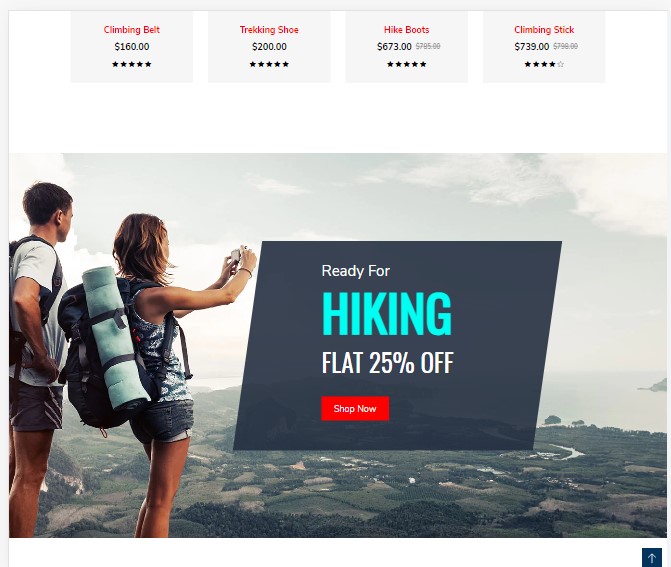 Climbing Belt
$160.00
Trekking Shoe
$200.00
Hike Boots
$673.00 $785.00
Climbing Stick
$739.00 $798.00
Ready For
HIKING
FLAT 25% OFF
Shop Now